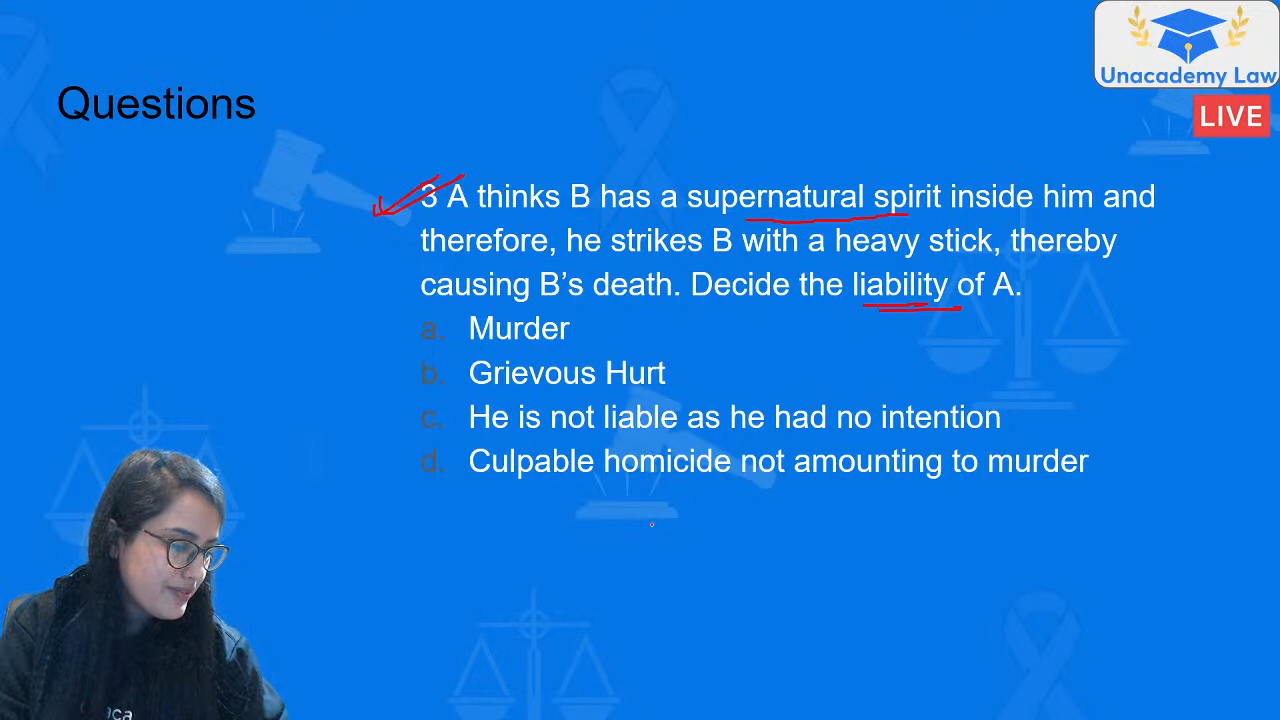 Unacademy Law
LIVE
Questions
3 A thinks B has a supernatural spirit inside him and
therefore, he strikes B with a heavy stick, thereby
causing B’s death. Decide the liability of A.
a. Murder
b. Grievous Hurt
c. He is not liable as he had no intention
d. Culpable homicide not amounting to murder